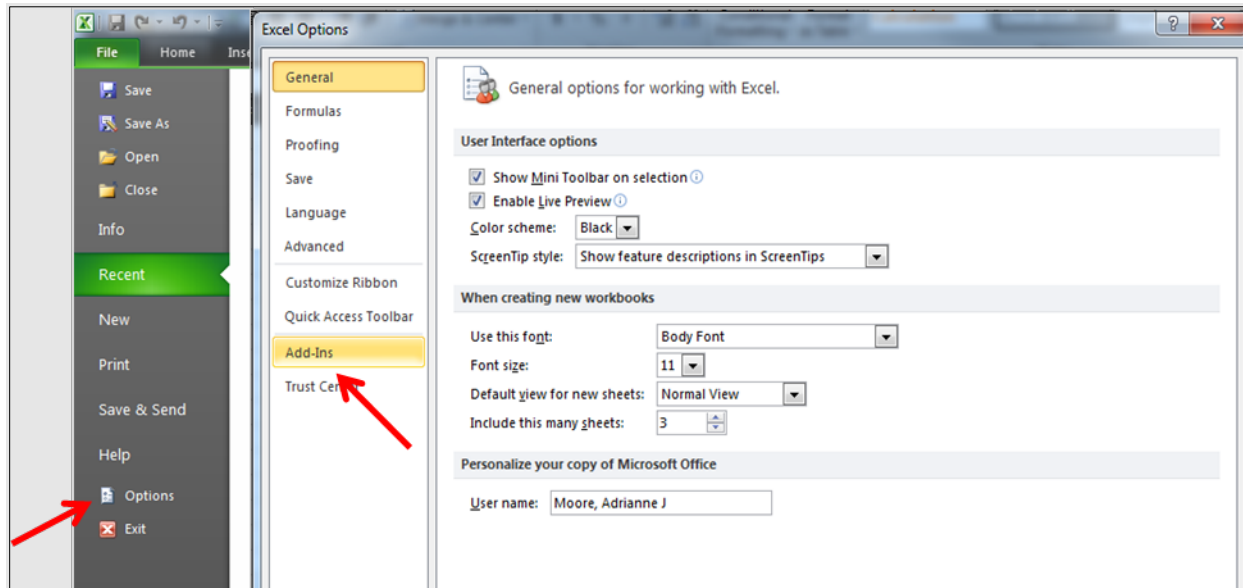 Excel Options
File Home Inse
Save
Save As
Open
Close
Info
Recent
New
Print
Save & Send
Help
Options
Exit
General
Formulas
Proofing
Save
Language
Advanced
Customize Ribbon
Quick Access Toolbar
Add-Ins
Trust Cen
General options for working with Excel.
User Interface options
Show Mini Toolbar on selection
Enable Live Preview
Color scheme: Black
ScreenTip style: Show feature descriptions in ScreenTips
When creating new workbooks
Use this font: Body Font
Font size: 11
Default view for new sheets: Normal View
Include this many sheets: 3
Personalize your copy of Microsoft Office
User name: Moore, Adrianne J